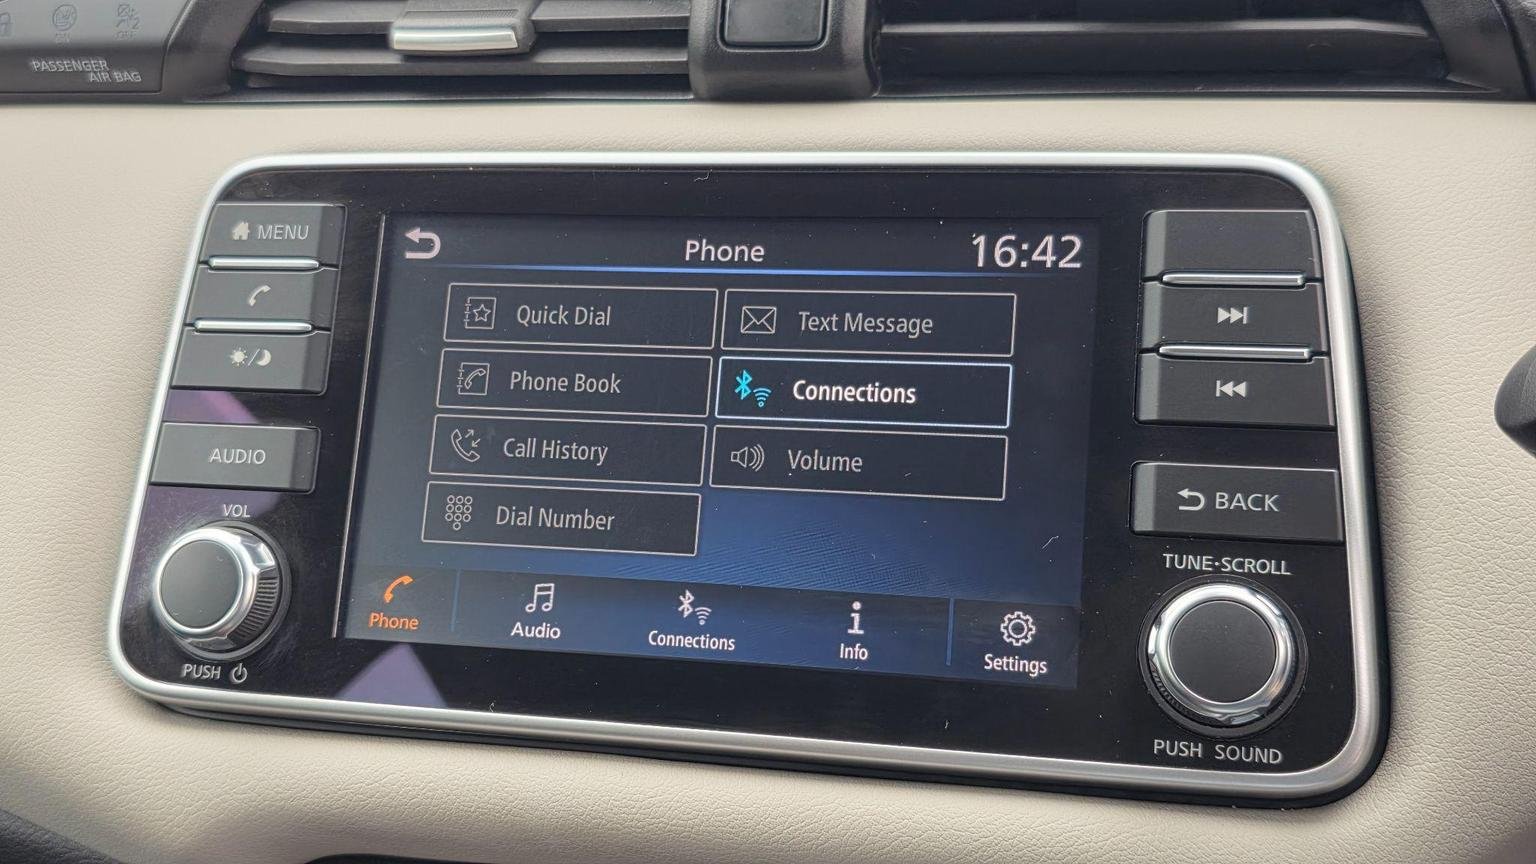 PASSENGER
AIR BAG
MENU
AUDIO
VOL
PUSH
Phone
16:42
Quick Dial
Text Message
Phone Book
Connections
Call History
Volume
Dial Number
Phone
Audio
Connections
Info
Settings
BACK
TUNE·SCROLL
PUSH SOUND